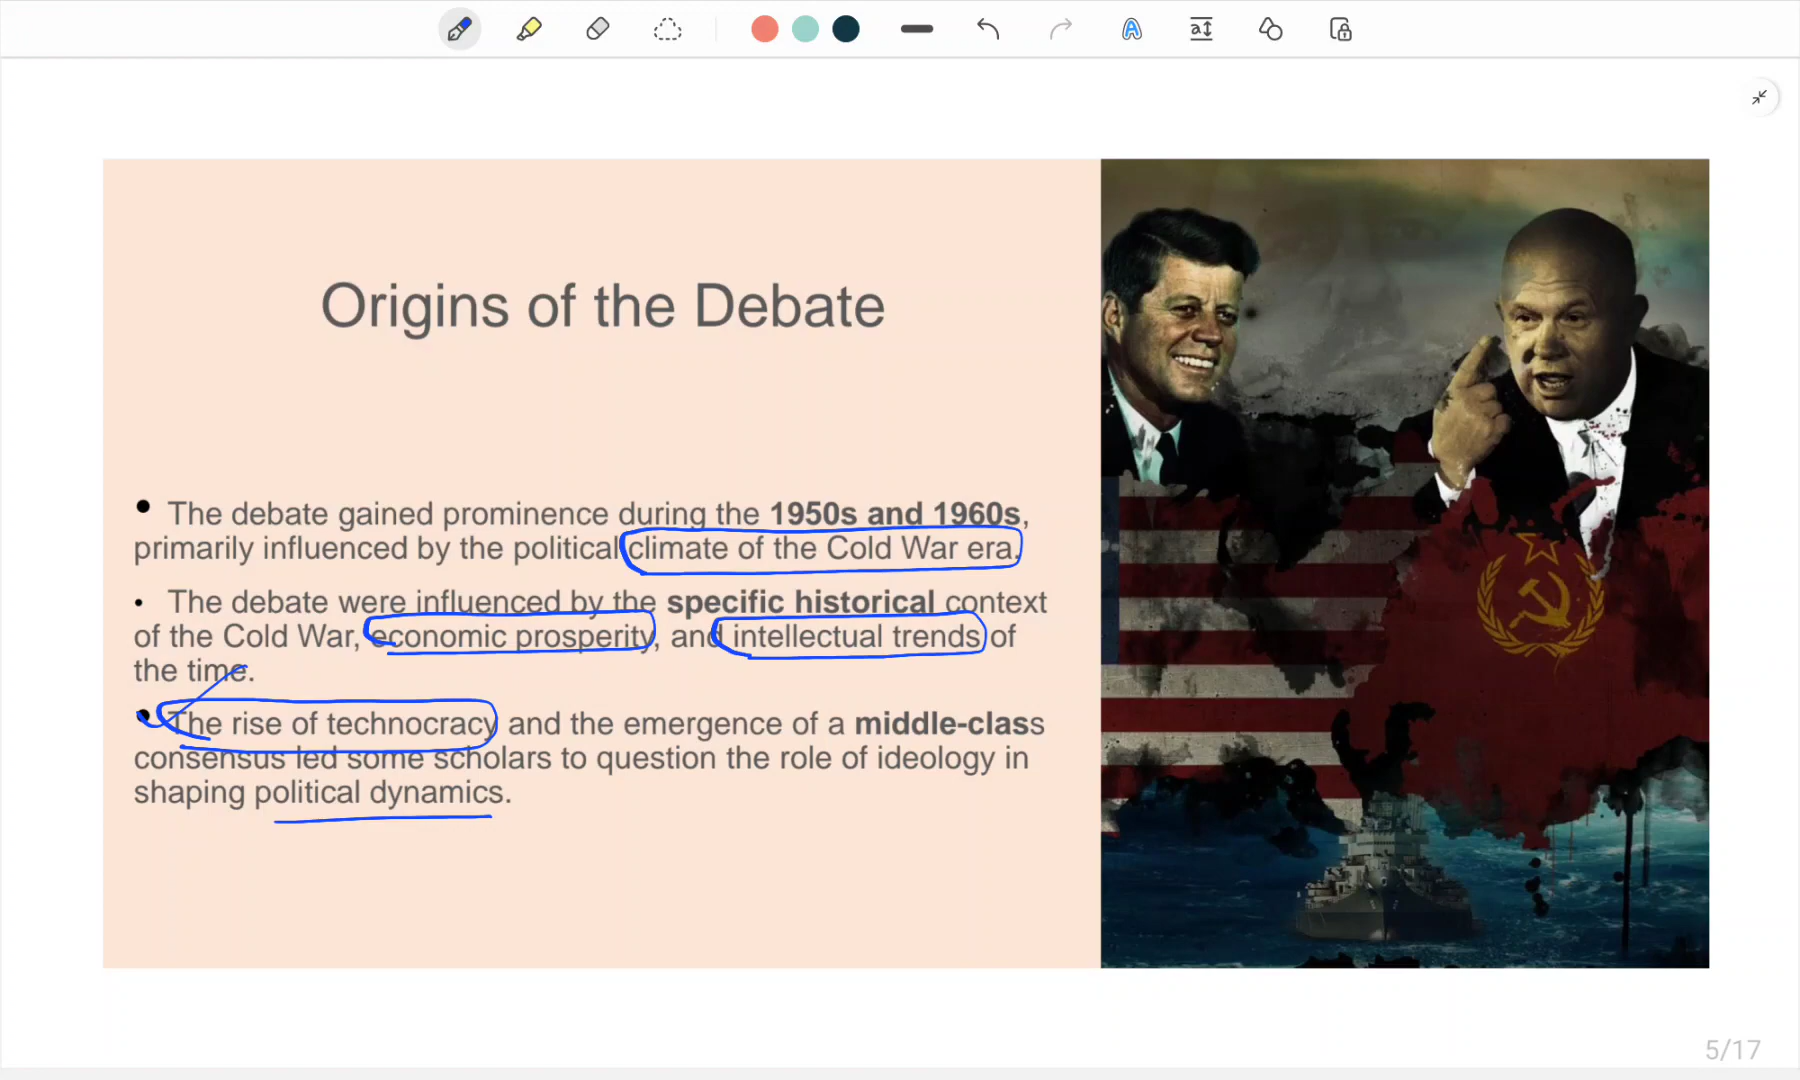 Origins of the Debate
• The debate gained prominence during the 1950s and 1960s,
primarily influenced by the political climate of the Cold War era.
• The debate were influenced by the specific historical context
of the Cold War, economic prosperity, and intellectual trends of
the time.
• The rise of technocracy and the emergence of a middle-class
consensus led some scholars to question the role of ideology in
shaping political dynamics.
5/17